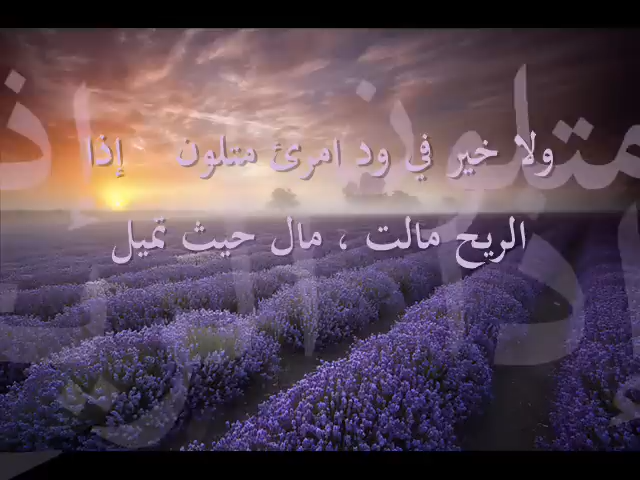 ولا خير في ود امرئ متلون إذا
الريح مالت ، مال حيث تميل